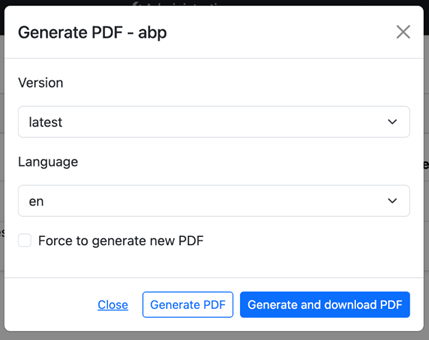 Generate PDF - abp
Version
latest
Language
en
Force to generate new PDF
Close
Generate PDF
Generate and download PDF